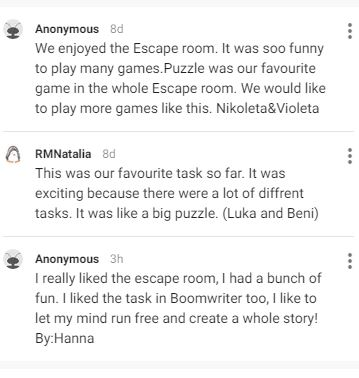 Anonymous 8d
We enjoyed the Escape room. It was soo funny
to play many games.Puzzle was our favourite
game in the whole Escape room. We would like
to play more games like this. Nikoleta&Violeta
RMNatalia 8d
This was our favourite task so far. It was
exciting because there were a lot of diffrent
tasks. It was like a big puzzle. (Luka and Beni)
Anonymous 3h
I really liked the escape room, I had a bunch of
fun. I liked the task in Boomwriter too, I like to
let my mind run free and create a whole story!
By:Hanna